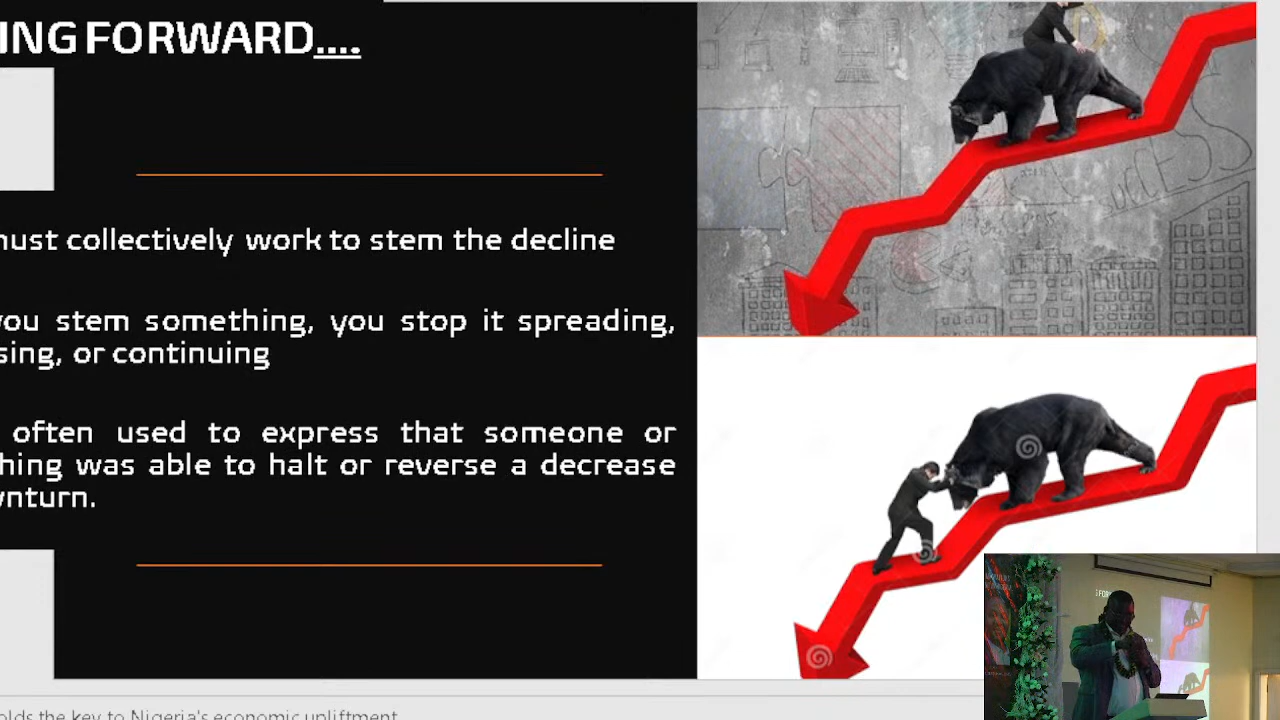 ING FORWARD....
must collectively work to stem the decline
you stem something, you stop it spreading,
sing, or continuing
often used to express that someone or
hing was able to halt or reverse a decrease
wnturn.
olds the key to Nigeria's economic upliftment